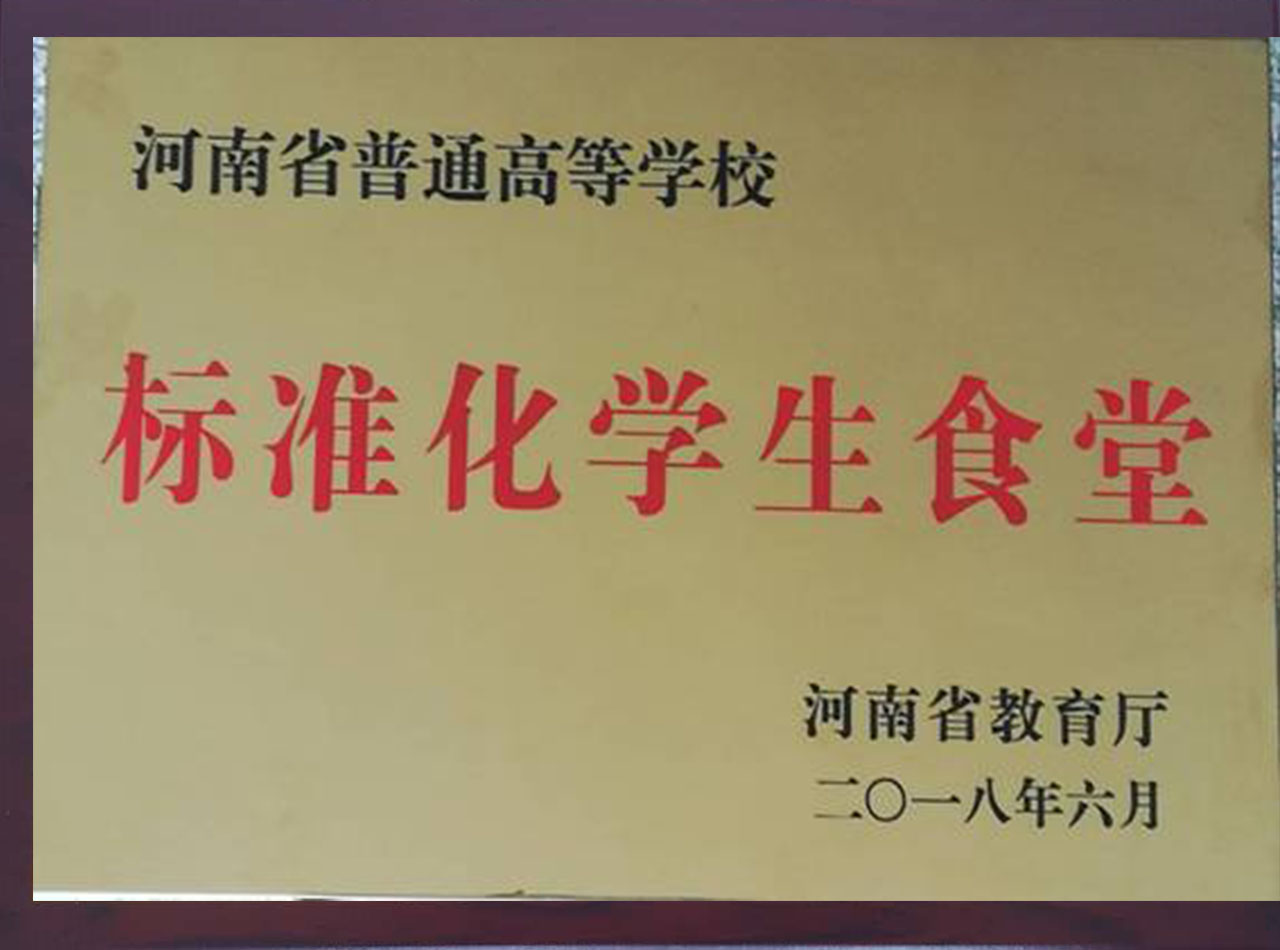 河南省普通高等学校
标准化学生食堂
河南省教育厅
二〇一八年六月